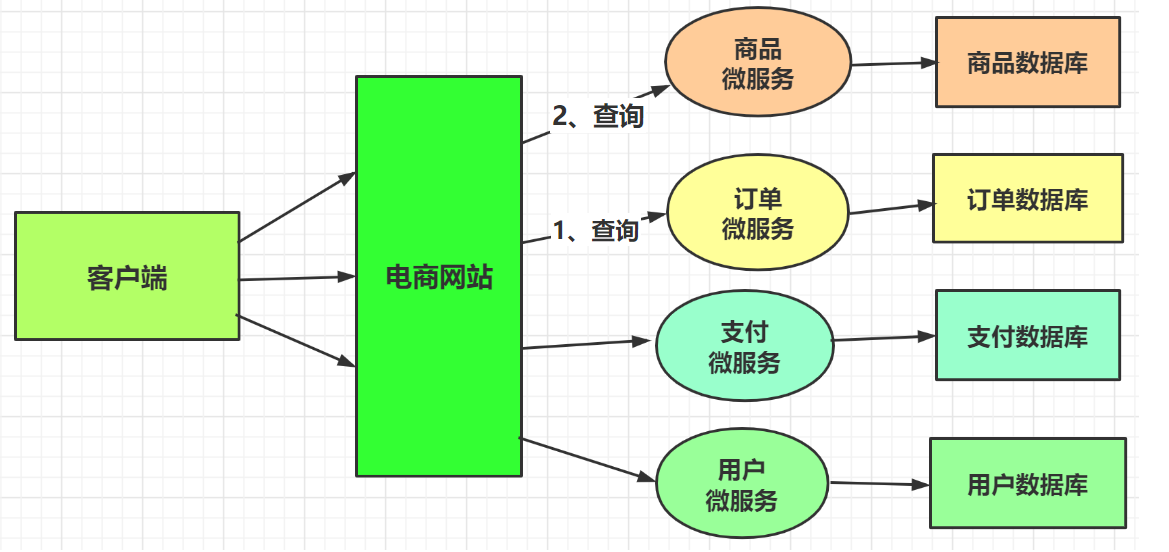 客户端
电商网站
2、查询
1、查询
商品
微服务
商品数据库
订单
微服务
订单数据库
支付
微服务
支付数据库
用户
微服务
用户数据库